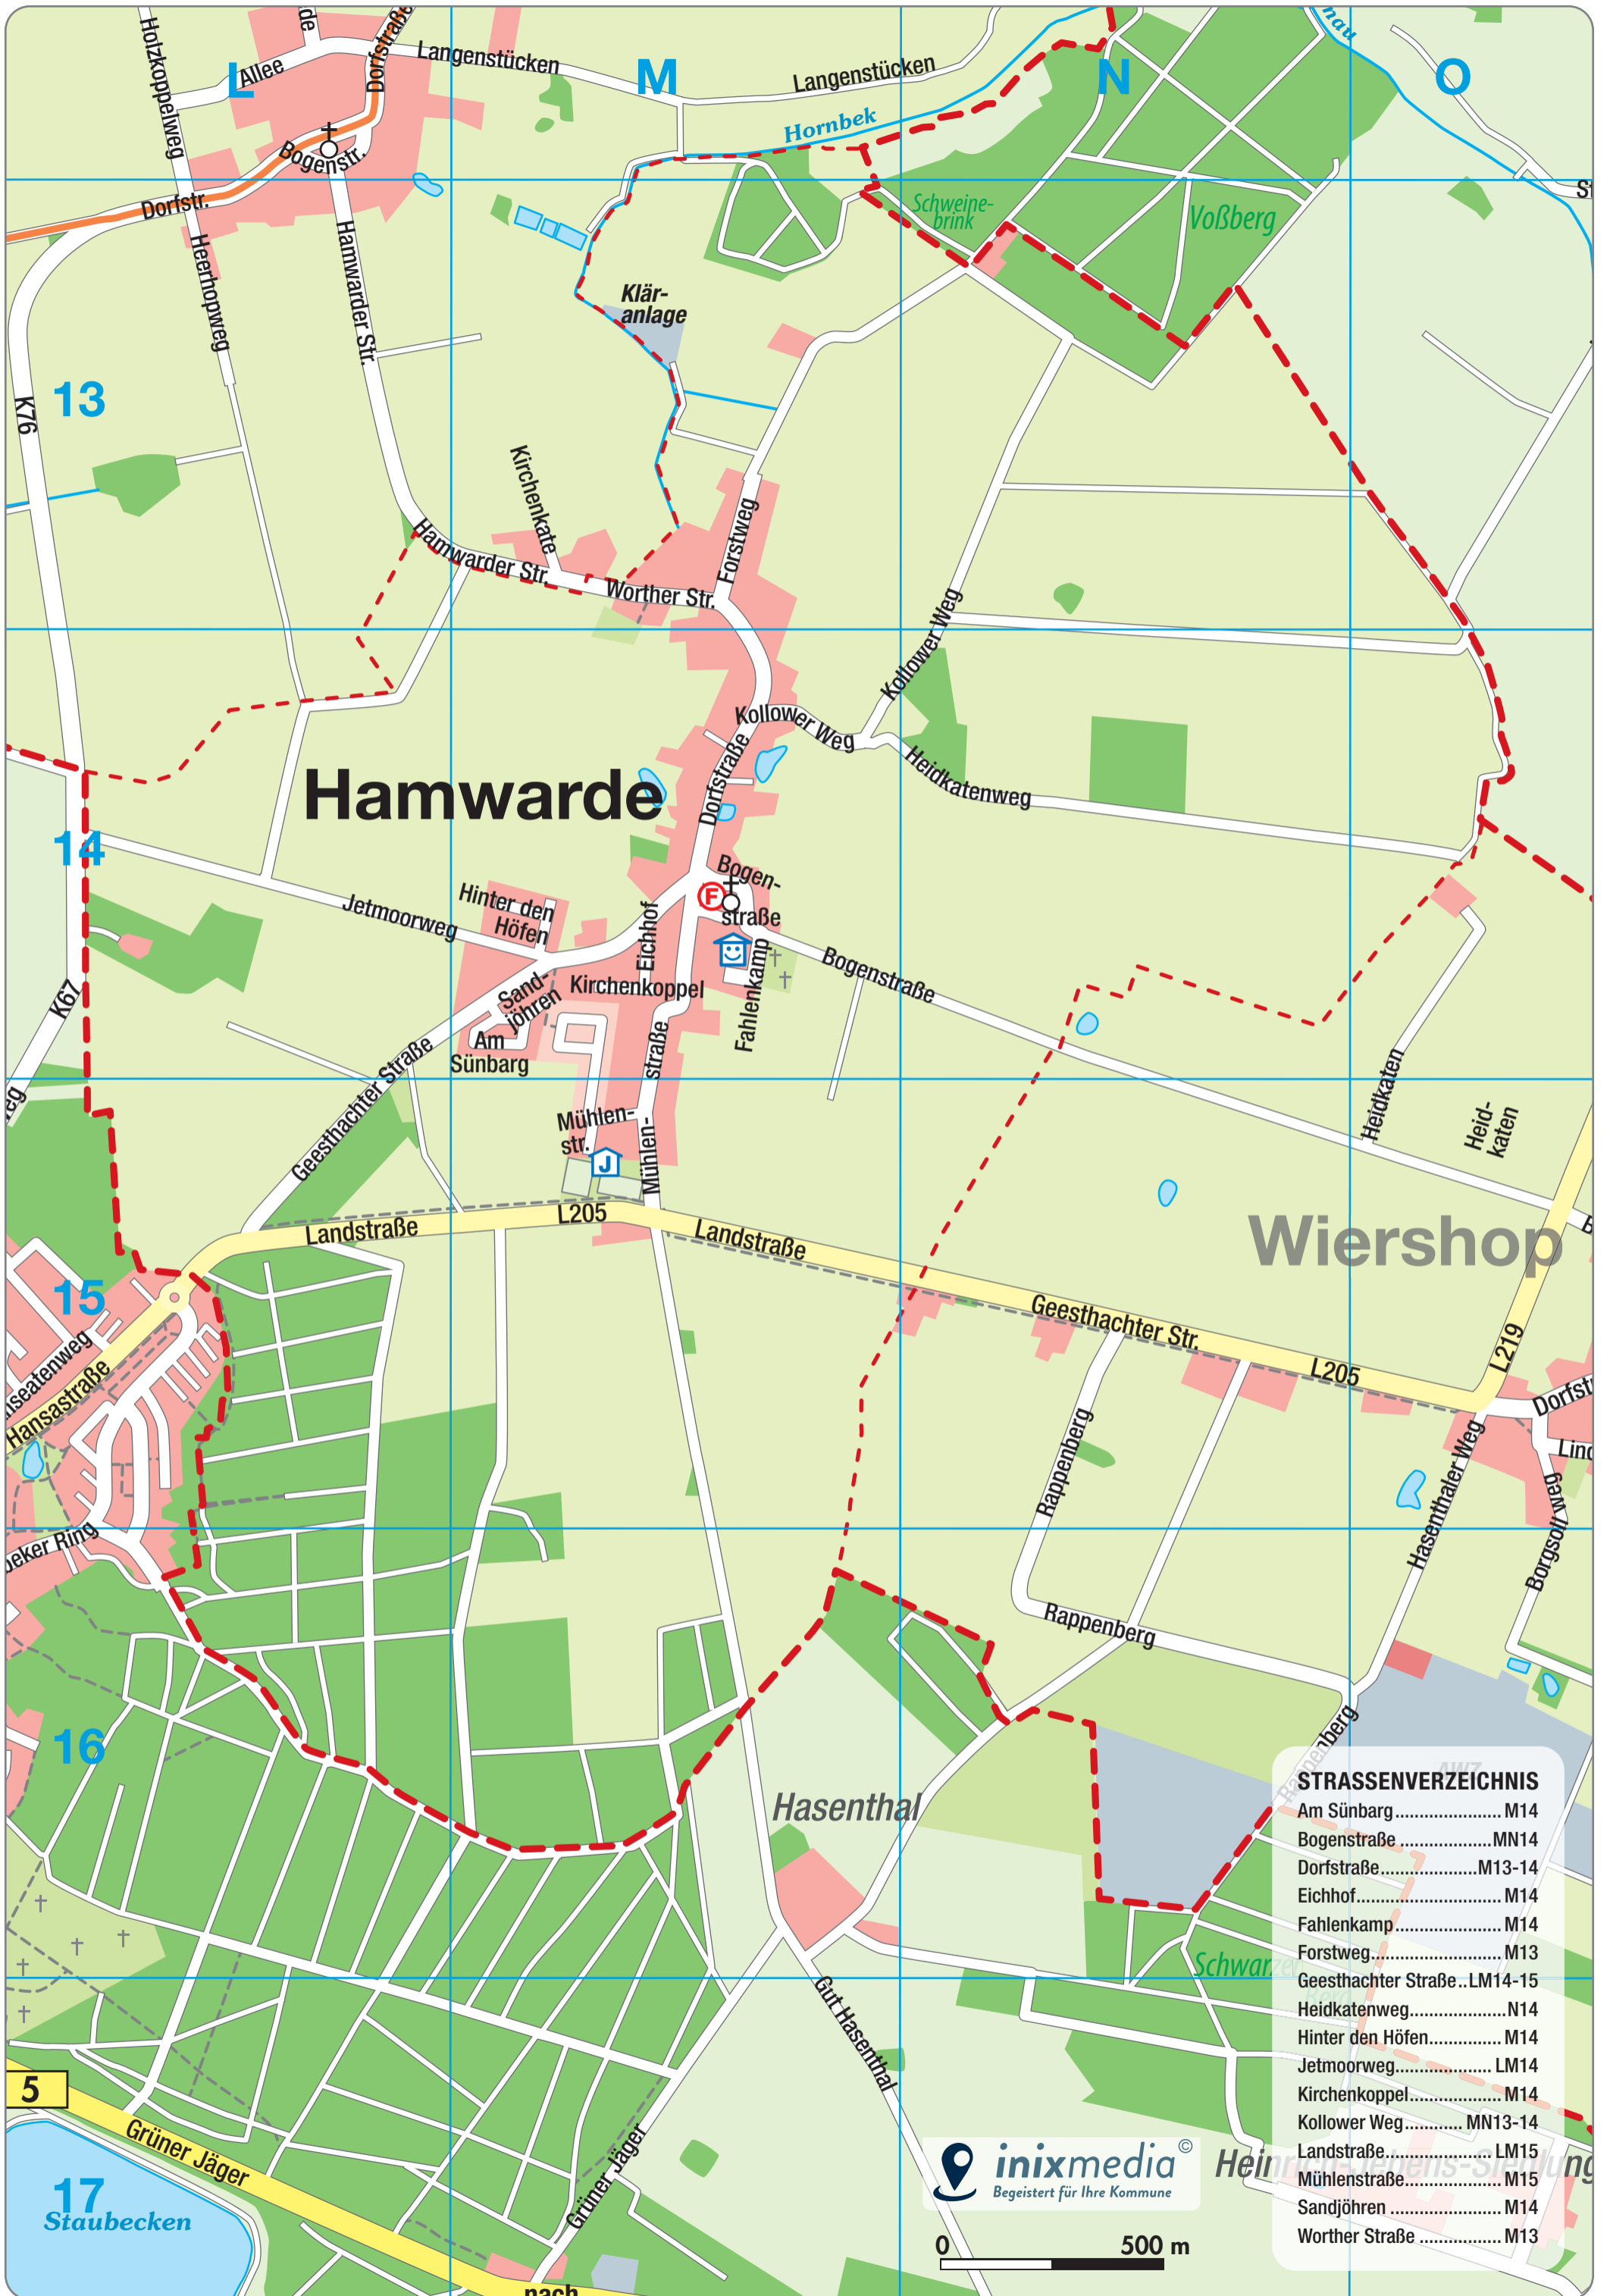 Holzkoppelweg
L
Allee
Dorfstraße
Langenstücken
M
Langenstücken
N
O
Hornbek
Bogenstr.
Dorfstr.
Heerhopweg
Hamwarder Str.
Schweine-
brink
Voßberg
Klär-
anlage
13
K76
Kirchenkate
Hamwarder Str.
Worther Str.
Forstweg
Kollower Weg
Kollower Weg
Heidkatenweg
Dorfstraße
Hamwarde
14
Jetmoorweg
Hinter den
Höfen
Eichhof
F
Bogen-
straße
Bogenstraße
Kirchenkoppel
Sand-
jöhren
Fahlenkamp
Am
Sünbarg
K67
Geesthachter Straße
Mühlen-
straße
Mühlen-
str.
J
Heidkaten
Heid-
katen
Landstraße
L205
Landstraße
Wiershop
15
Geesthachter Str.
L205
L219
Hansastraße
Dorfst
Lind
weg
Borgsoll
Hasenthaler Weg
Rappenberg
Rappenberg
Rappenberg
16
Hasenthal
Gut Hasenthal
5
Grüner Jäger
Grüner Jäger
17
Staubecken
nach
inixmedia©
Begeistert für Ihre Kommune
0 500 m
STRASSENVERZEICHNIS
Am Sünbarg...................... M14
Bogenstraße ...................MN14
Dorfstraße....................M13-14
Eichhof.............................. M14
Fahlenkamp...................... M14
Forstweg........................... M13
Geesthachter Straße..LM14-15
Heidkatenweg....................N14
Hinter den Höfen............... M14
Jetmoorweg.................... LM14
Kirchenkoppel................... M14
Kollower Weg............ MN13-14
Landstraße...................... LM15
Mühlenstraße.................... M15
Sandjöhren ....................... M14
Worther Straße ................. M13